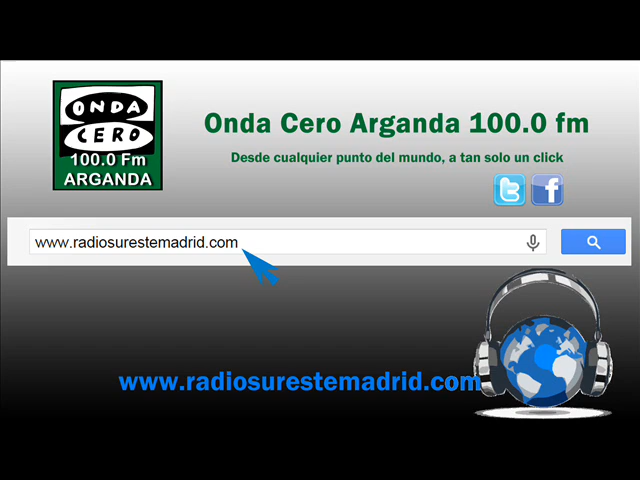 ONDA
CERO
100.0 Fm
ARGANDA
Onda Cero Arganda 100.0 fm
Desde cualquier punto del mundo, a tan solo un click
www.radiosurestemadrid.com
www.radiosurestemadrid.com